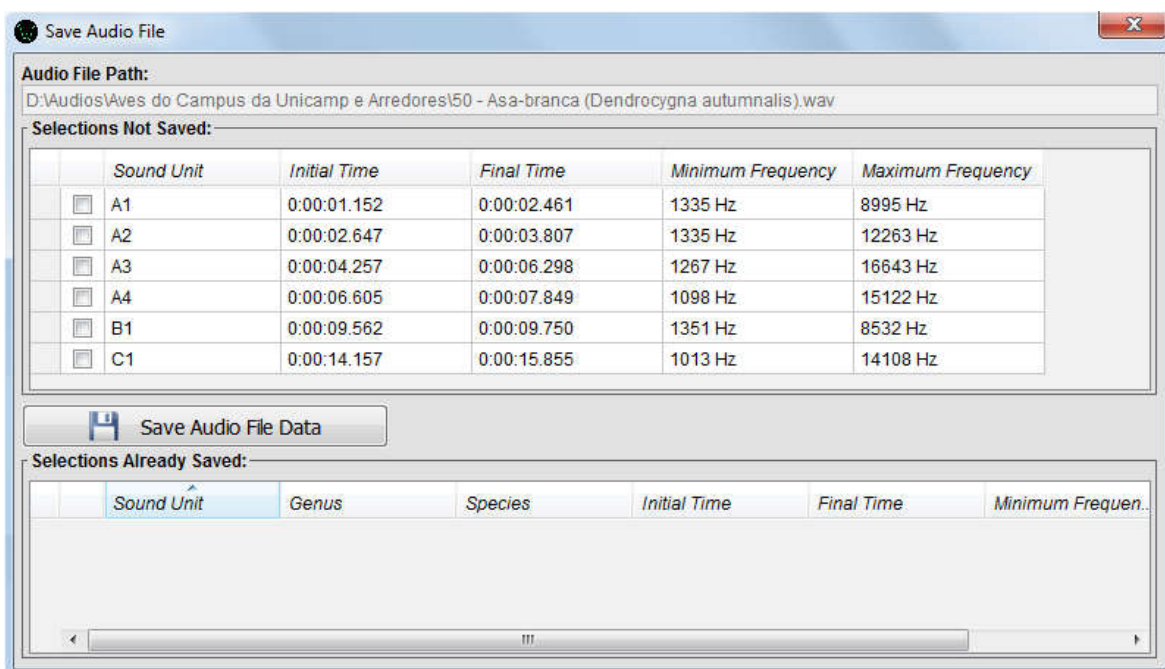 Save Audio File
Audio File Path:
D:\Audios\Aves do Campus da Unicamp e Arredores\50 - Asa-branca (Dendrocygna autumnalis).wav
Selections Not Saved:
Sound Unit Initial Time Final Time Minimum Frequency Maximum Frequency
A1 0:00:01.152 0:00:02.461 1335 Hz 8995 Hz
A2 0:00:02.647 0:00:03.807 1335 Hz 12263 Hz
A3 0:00:04.257 0:00:06.298 1267 Hz 16643 Hz
A4 0:00:06.605 0:00:07.849 1098 Hz 15122 Hz
B1 0:00:09.562 0:00:09.750 1351 Hz 8532 Hz
C1 0:00:14.157 0:00:15.855 1013 Hz 14108 Hz
Save Audio File Data
Selections Already Saved:
Sound Unit Genus Species Initial Time Final Time Minimum Frequen..